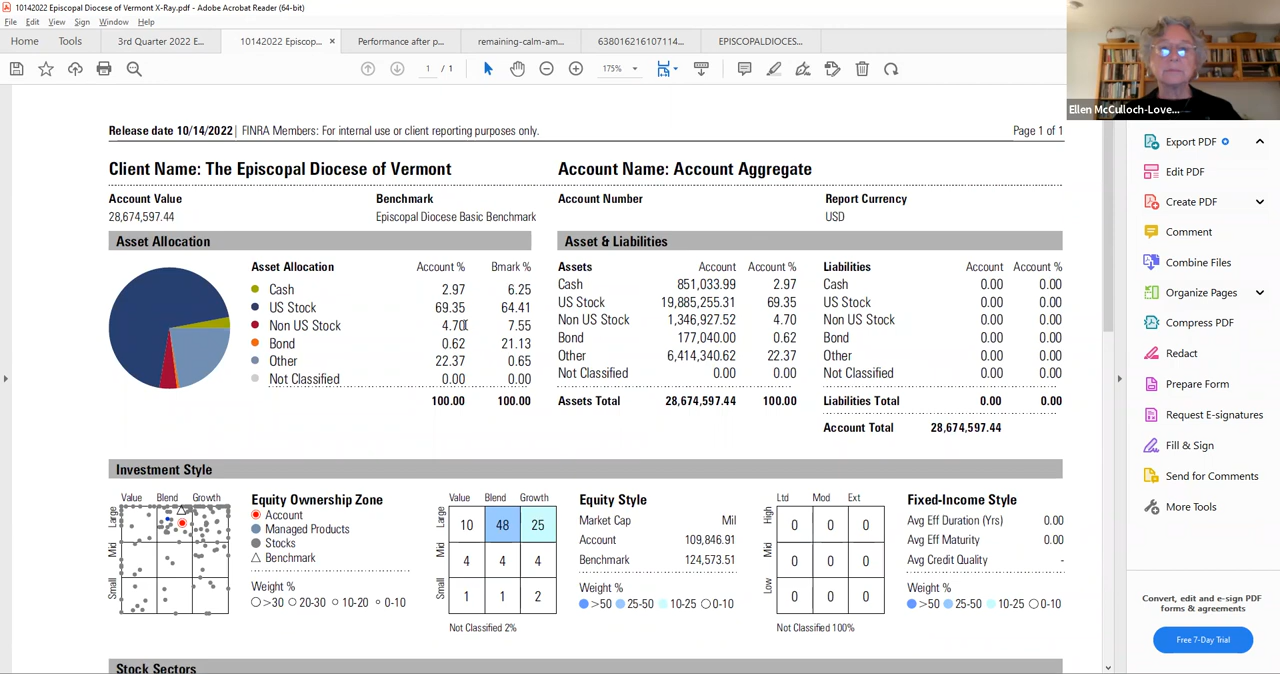 10142022 Episcopal Diocese of Vermont X-Ray.pdf - Adobe Acrobat Reader (64-bit)
File Edit View Sign Window Help
Home Tools 3rd Quarter 2022 E... 10142022 Episcop... × Performance after p... remaining-calm-am... 638016216107114... EPISCOPALDIOCES...
1 / 1 175%
Ellen McCulloch-Love...
Release date 10/14/2022 | FINRA Members: For internal use or client reporting purposes only. Page 1 of 1
Client Name: The Episcopal Diocese of Vermont Account Name: Account Aggregate
Account Value Benchmark Account Number Report Currency
28,674,597.44 Episcopal Diocese Basic Benchmark USD
Asset Allocation Asset & Liabilities
Asset Allocation Account % Bmark %
Cash 2.97 6.25
US Stock 69.35 64.41
Non US Stock 4.70 7.55
Bond 0.62 21.13
Other 22.37 0.65
Not Classified 0.00 0.00
100.00 100.00
Assets Account Account %
Cash 851,033.99 2.97
US Stock 19,885,255.31 69.35
Non US Stock 1,346,927.52 4.70
Bond 177,040.00 0.62
Other 6,414,340.62 22.37
Not Classified 0.00 0.00
Assets Total 28,674,597.44 100.00
Liabilities Account Account %
Cash 0.00 0.00
US Stock 0.00 0.00
Non US Stock 0.00 0.00
Bond 0.00 0.00
Other 0.00 0.00
Not Classified 0.00 0.00
Liabilities Total 0.00 0.00
Account Total 28,674,597.44
Investment Style
Value Blend Growth
Large
Mid
Small
Equity Ownership Zone
Account
Managed Products
Stocks
Benchmark
Weight %
>30 20-30 10-20 0-10
Value Blend Growth
Large 10 48 25
Mid 4 4 4
Small 1 1 2
Not Classified 2%
Equity Style
Market Cap Mil
Account 109,846.91
Benchmark 124,573.51
Weight %
>50 25-50 10-25 0-10
Ltd Mod Ext
High 0 0 0
Mid 0 0 0
Low 0 0 0
Not Classified 100%
Fixed-Income Style
Avg Eff Duration (Yrs) 0.00
Avg Eff Maturity 0.00
Avg Credit Quality -
Weight %
>50 25-50 10-25 0-10
Stock Sectors
Export PDF
Edit PDF
Create PDF
Comment
Combine Files
Organize Pages
Compress PDF
Redact
Prepare Form
Request E-signatures
Fill & Sign
Send for Comments
More Tools
Convert, edit and e-sign PDF
forms & agreements
Free 7-Day Trial